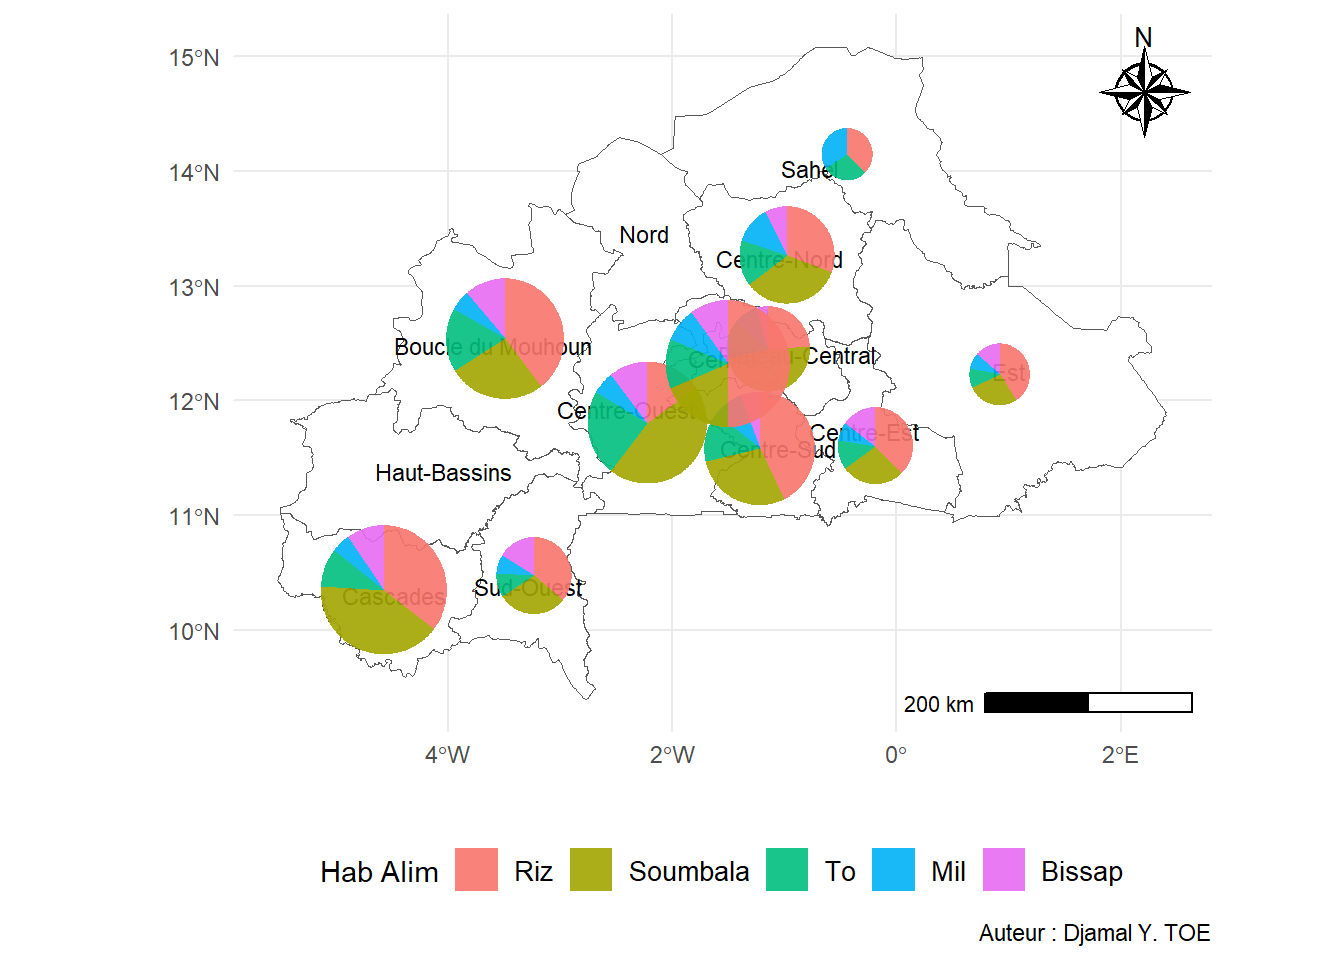 N
15°N
14°N
13°N
12°N
11°N
10°N
Sahel
Nord
Centre-Nord
Boucle du Mouhoun
-Central
Est
Centre-Ouest
Centre-Est
Centre-Sud
Haut-Bassins
Cascades
Sud-Ouest
200 km
4°W
2°W
0°
2°E
Hab Alim
Riz
Soumbala
To
Mil
Bissap
Auteur : Djamal Y. TOE